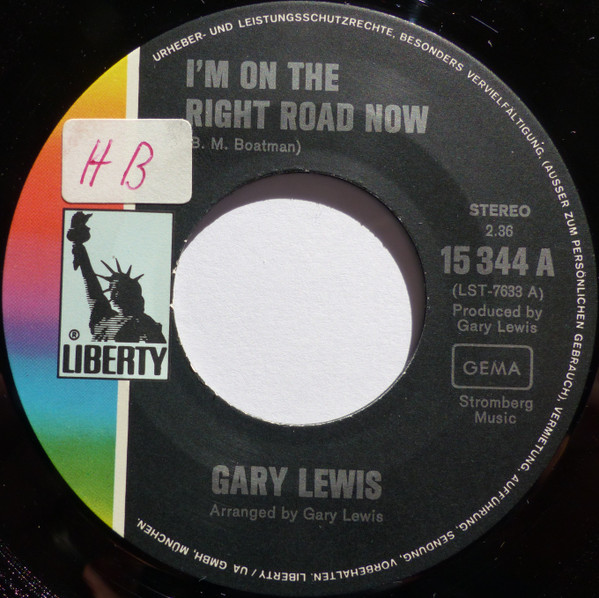 URHEBER- UND LEISTUNGSSCHUTZRECHTE, BESONDERS VERVIELFÄLTIGUNG, (AUSSER ZUM PERSÖNLICHEN GEBRAUCH), VERMIETUNG, AUFFÜHRUNG, SENDUNG, VORBEHALTEN. LIBERTY / UA GMBH, MÜNCHEN.
I'M ON THE
RIGHT ROAD NOW
B. M. Boatman)
H B
STEREO
2.36
15 344 A
(LST-7633 A)
Produced by
Gary Lewis
GEMA
Stromberg
Music
® LIBERTY
GARY LEWIS
Arranged by Gary Lewis